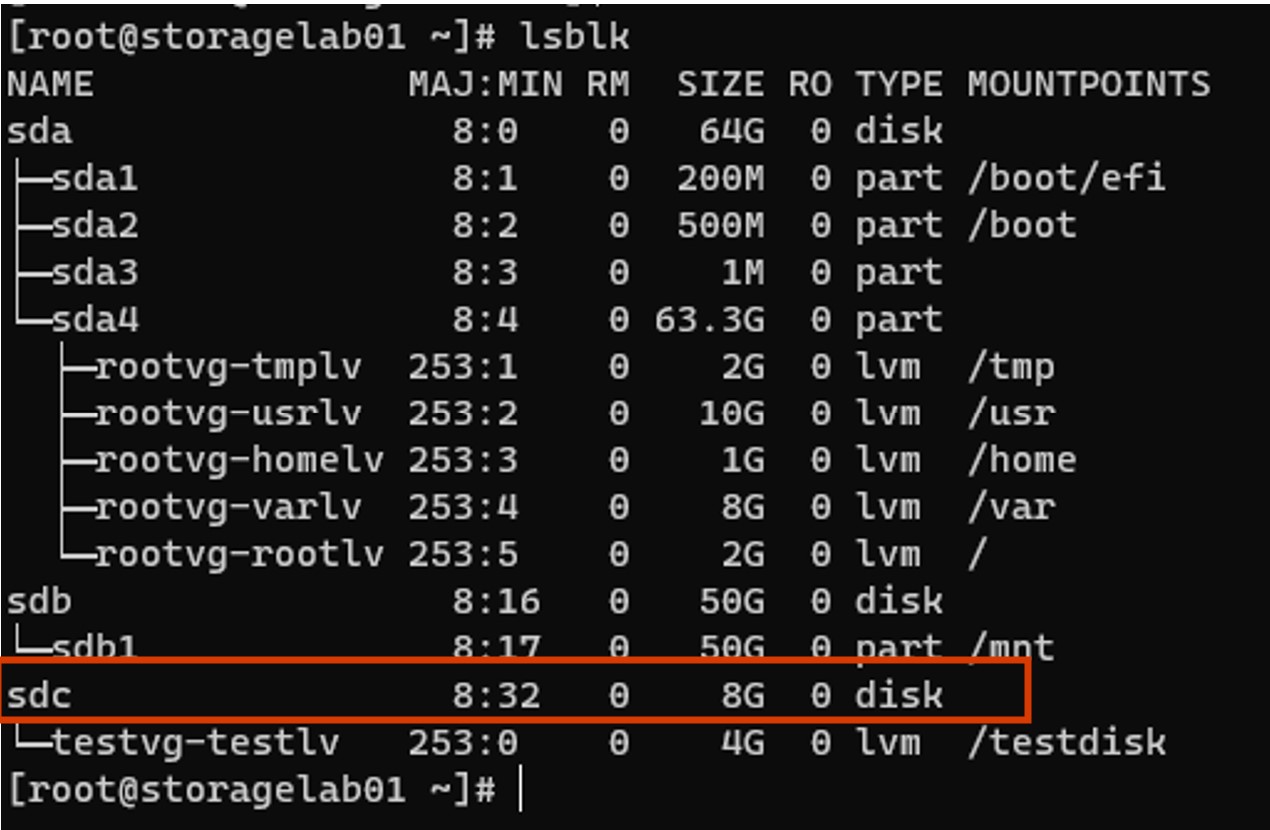 [root@storagelab01 ~]# lsblk
NAME MAJ:MIN RM SIZE RO TYPE MOUNTPOINTS
sda 8:0 0 64G 0 disk
├─sda1 8:1 0 200M 0 part /boot/efi
├─sda2 8:2 0 500M 0 part /boot
├─sda3 8:3 0 1M 0 part
└─sda4 8:4 0 63.3G 0 part
├─rootvg-tmplv 253:1 0 2G 0 lvm /tmp
├─rootvg-usrlv 253:2 0 10G 0 lvm /usr
├─rootvg-homelv 253:3 0 1G 0 lvm /home
├─rootvg-varlv 253:4 0 8G 0 lvm /var
└─rootvg-rootlv 253:5 0 2G 0 lvm /
sdb 8:16 0 50G 0 disk
└─sdb1 8:17 0 50G 0 part /mnt
sdc 8:32 0 8G 0 disk
└─testvg-testlv 253:0 0 4G 0 lvm /testdisk
[root@storagelab01 ~]#